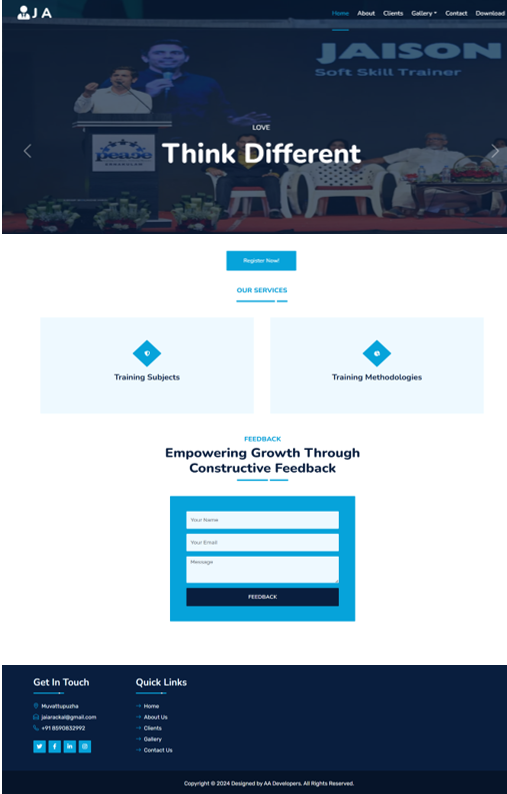 J A
Home About Clients Gallery Contact Download
JAISON
Soft Skill Trainer
LOVE
peace
Think Different
Register Now!
OUR SERVICES
Training Subjects
Training Methodologies
FEEDBACK
Empowering Growth Through
Constructive Feedback
Your Name
Your Email
Message
FEEDBACK
Get In Touch
Muvattupuzha
jaiarackal@gmail.com
+91 8590832992
Quick Links
Home
About Us
Clients
Gallery
Contact Us
Copyright © 2024 Designed by AA Developers. All Rights Reserved.